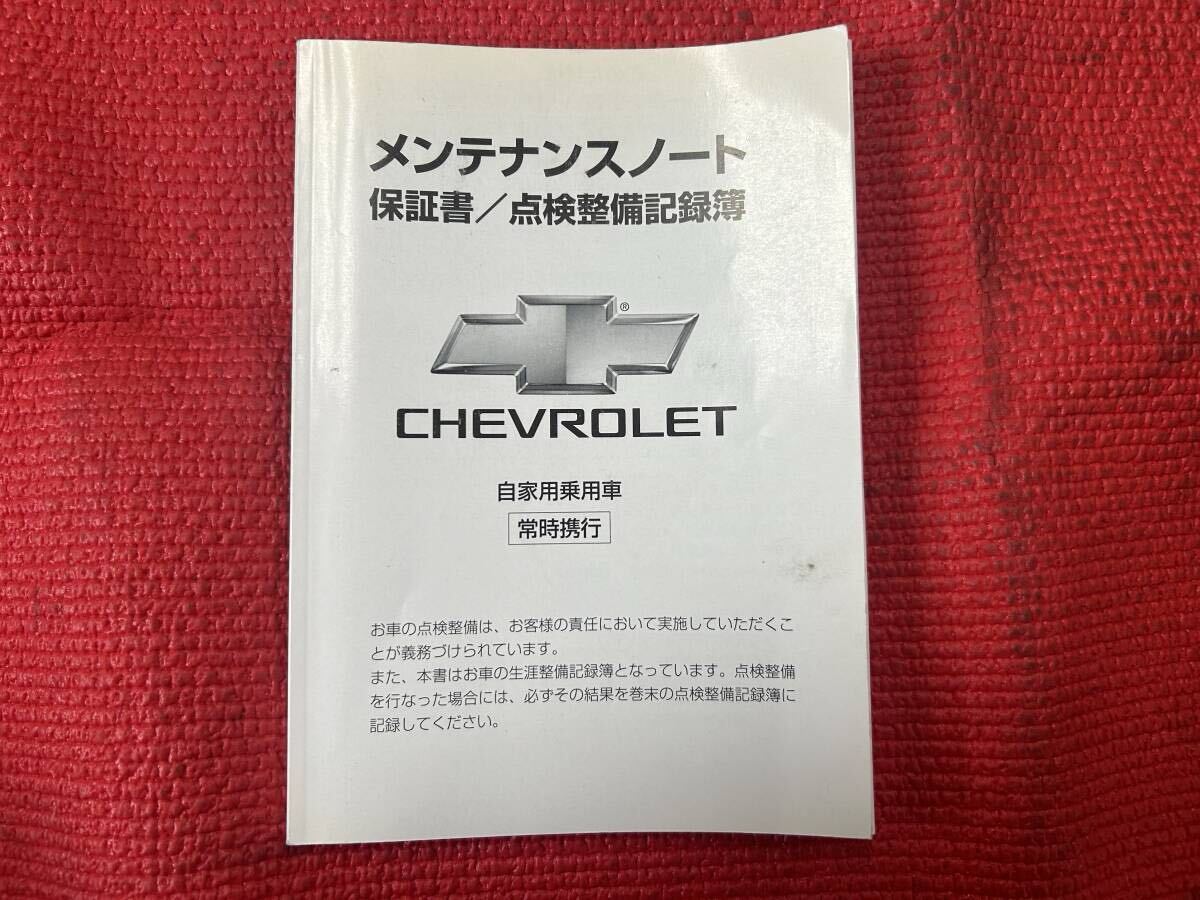 メンテナンスノート
保証書/点検整備記録簿
®
CHEVROLET
自家用乗用車
常時携行
お車の点検整備は、お客様の責任において実施していただくこ
とが義務づけられています。
また、本書はお車の生涯整備記録簿となっています。点検整備
を行なった場合には、必ずその結果を巻末の点検整備記録簿に
記録してください。